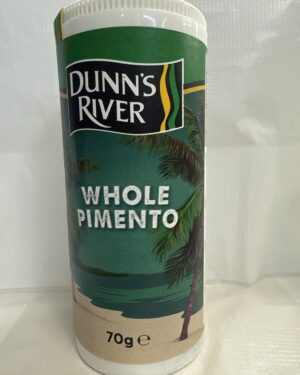 DUNN'S
RIVER
WHOLE
PIMENTO
70g ℮